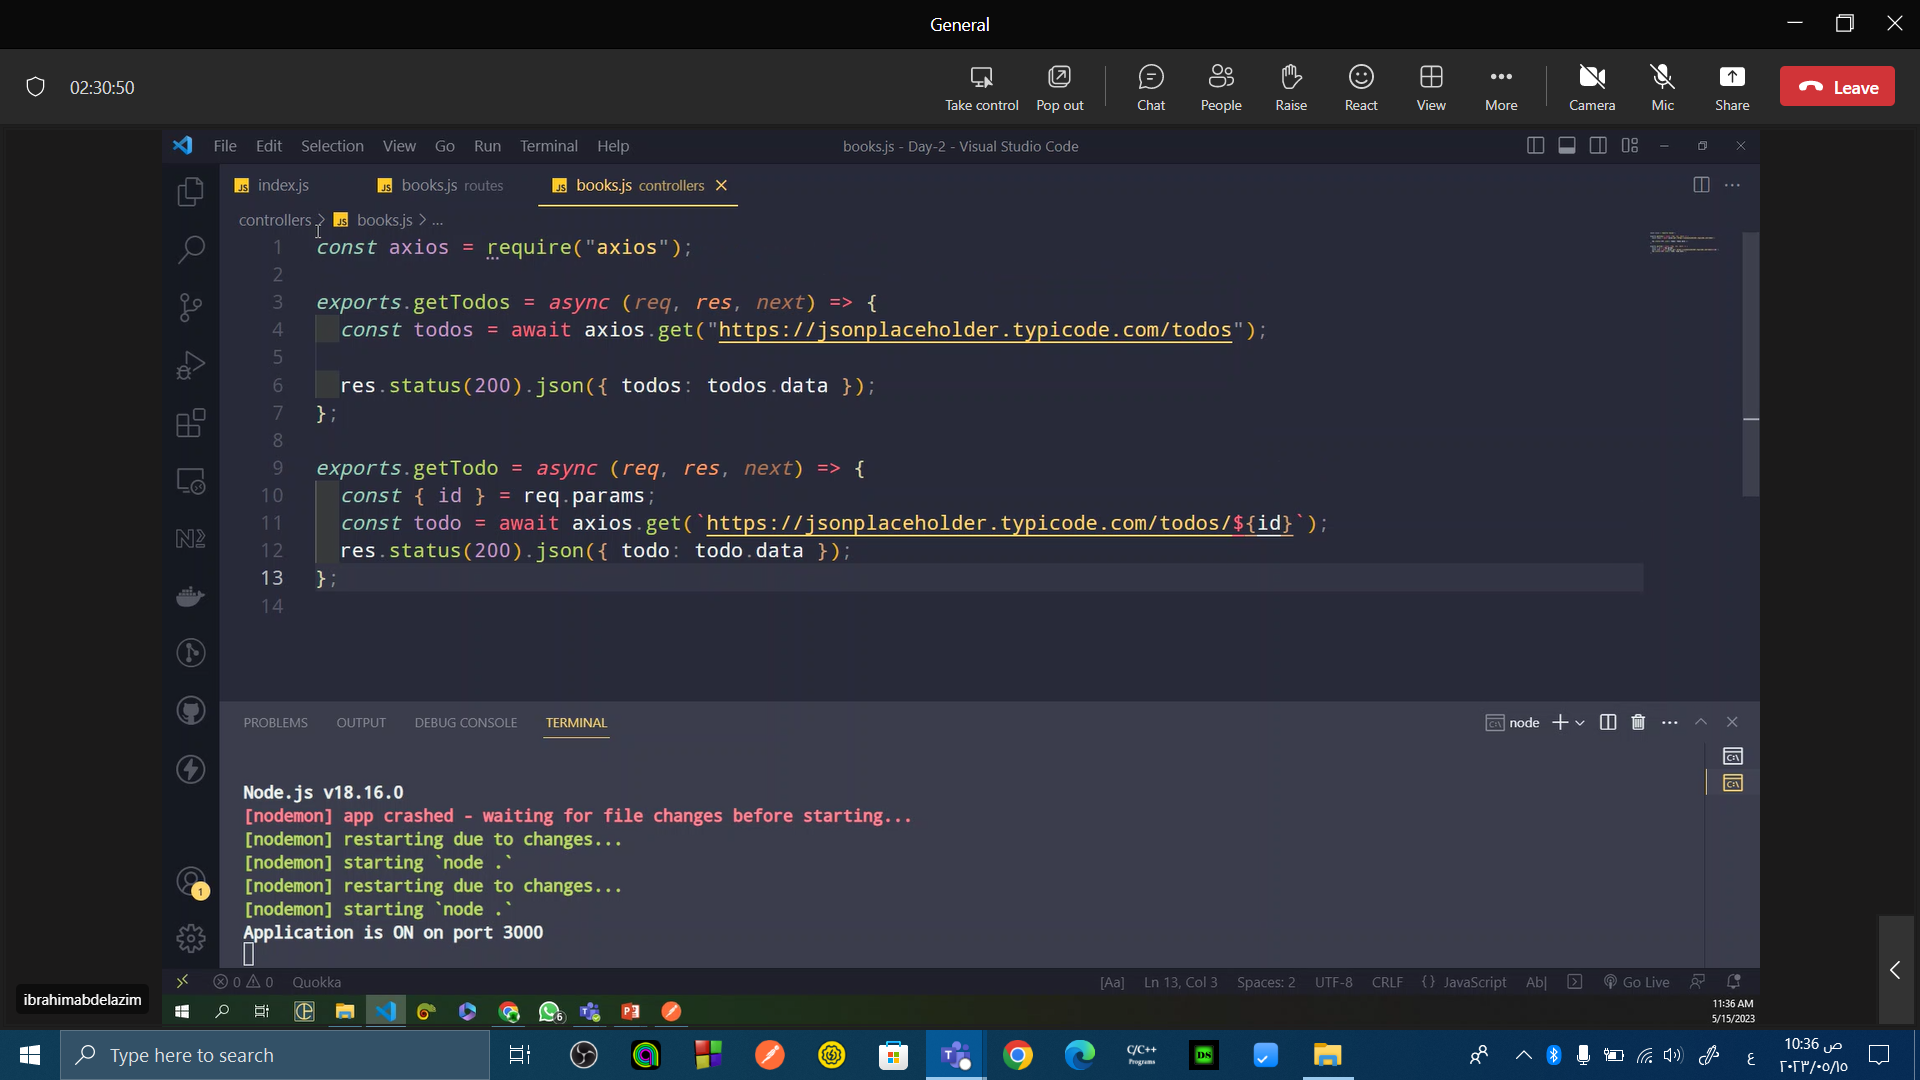 General
02:30:50
Take control Pop out Chat People Raise React View More Camera Mic Share Leave
File Edit Selection View Go Run Terminal Help books.js - Day-2 - Visual Studio Code
index.js books.js routes books.js controllers
controllers > books.js > ...
1 const axios = require("axios");
2
3 exports.getTodos = async (req, res, next) => {
4 const todos = await axios.get("https://jsonplaceholder.typicode.com/todos");
5
6 res.status(200).json({ todos: todos.data });
7 };
8
9 exports.getTodo = async (req, res, next) => {
10 const { id } = req.params;
11 const todo = await axios.get(`https://jsonplaceholder.typicode.com/todos/${id}`);
12 res.status(200).json({ todo: todo.data });
13 };
14
PROBLEMS OUTPUT DEBUG CONSOLE TERMINAL node
Node.js v18.16.0
[nodemon] app crashed - waiting for file changes before starting...
[nodemon] restarting due to changes...
[nodemon] starting `node .`
[nodemon] restarting due to changes...
[nodemon] starting `node .`
Application is ON on port 3000
1
0 0 Quokka [Aa] Ln 13, Col 3 Spaces: 2 UTF-8 CRLF {} JavaScript Ab| Go Live
ibrahimabdelazim
6
11:36 AM
5/15/2023
Type here to search
C/C++
Programs
DS
ع
10:36 ص
٢٠٢٣/٠٥/١٥